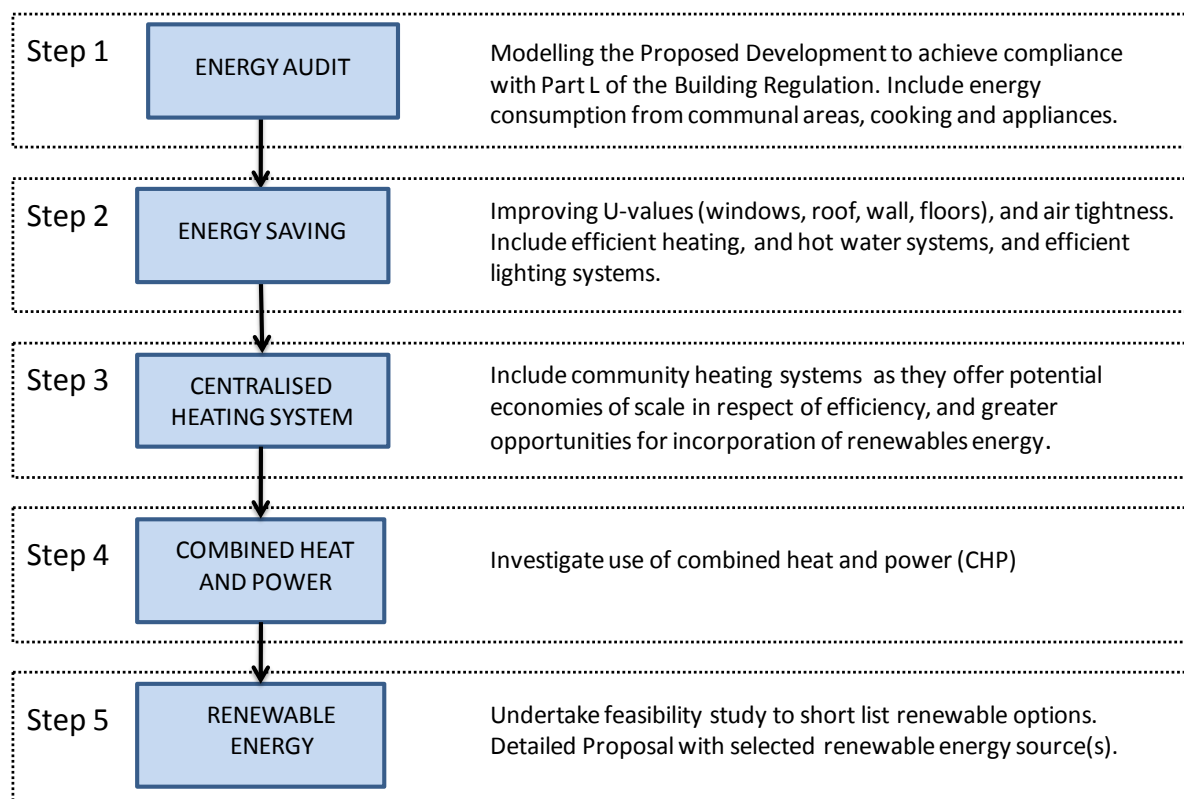 Step 1
ENERGY AUDIT
Modelling the Proposed Development to achieve compliance
with Part L of the Building Regulation. Include energy
consumption from communal areas, cooking and appliances.
Step 2
ENERGY SAVING
Improving U-values (windows, roof, wall, floors), and air tightness.
Include efficient heating, and hot water systems, and efficient
lighting systems.
Step 3
CENTRALISED
HEATING SYSTEM
Include community heating systems as they offer potential
economies of scale in respect of efficiency, and greater
opportunities for incorporation of renewables energy.
Step 4
COMBINED HEAT
AND POWER
Investigate use of combined heat and power (CHP)
Step 5
RENEWABLE
ENERGY
Undertake feasibility study to short list renewable options.
Detailed Proposal with selected renewable energy source(s).